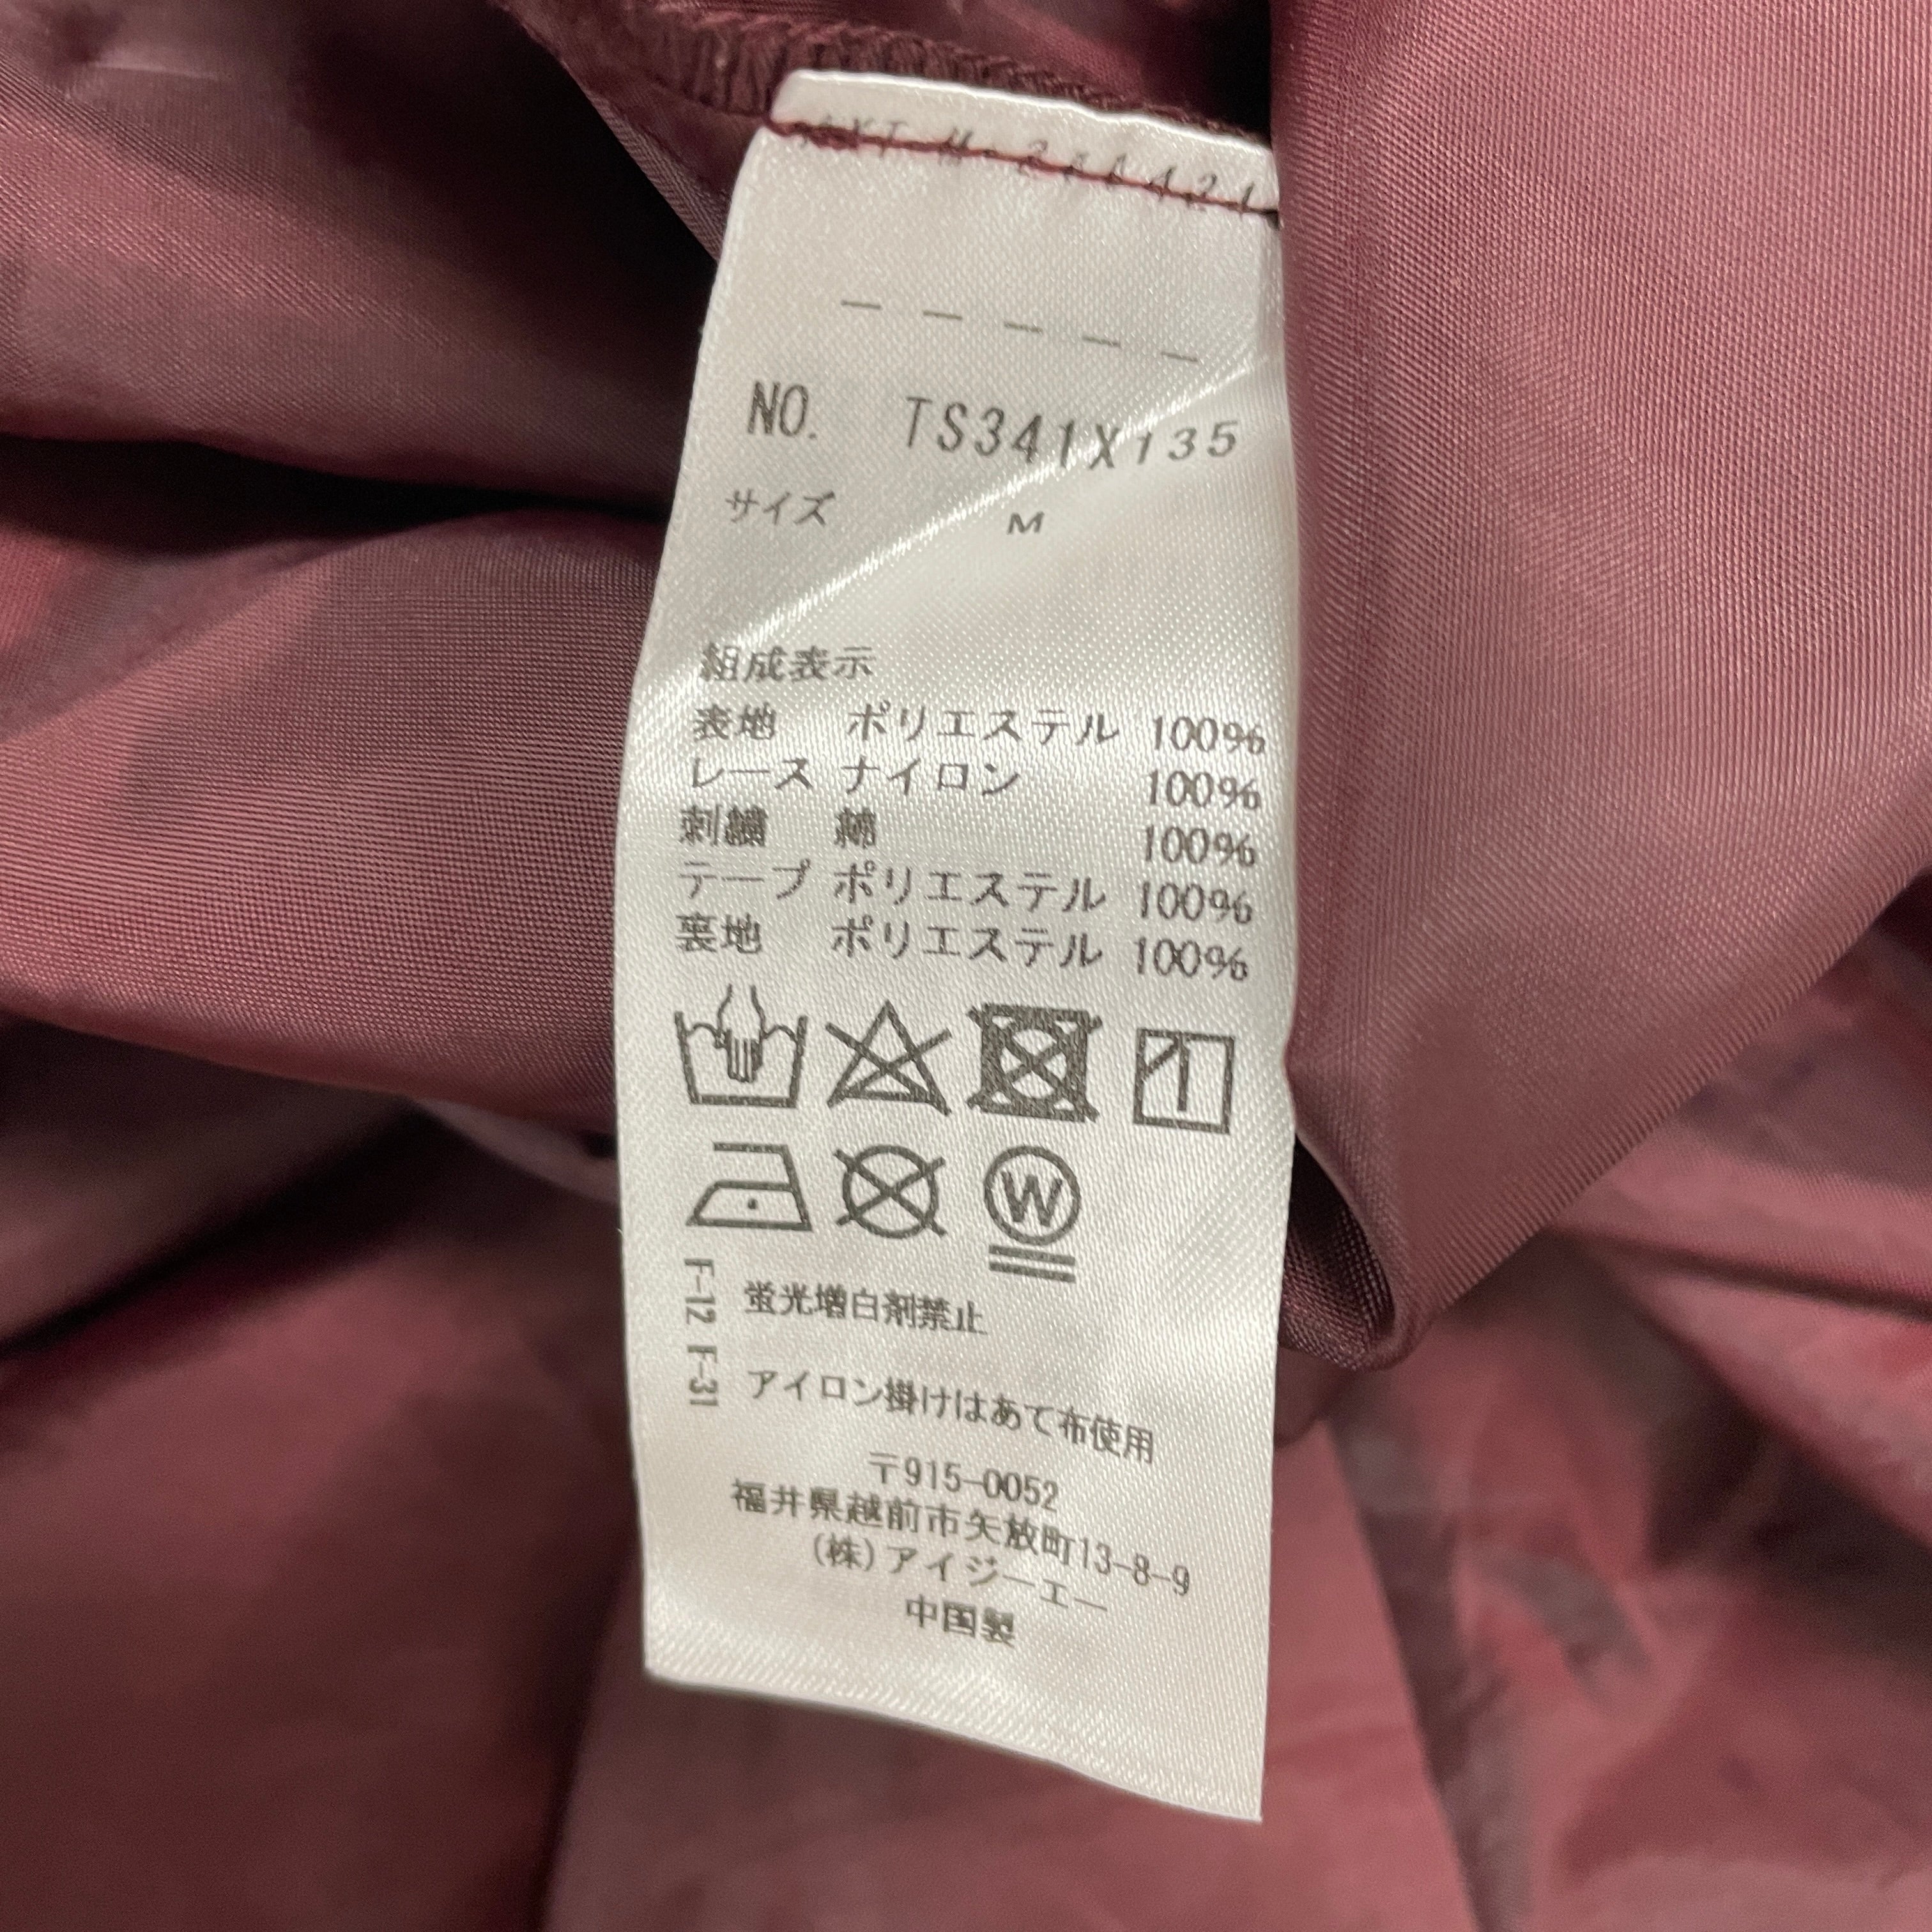 NO. TS341X135
サイズ M
組成表示
表地 ポリエステル 100%
レース ナイロン 100%
刺繍 綿 100%
テープ ポリエステル 100%
裏地 ポリエステル 100%
W
F-12 蛍光増白剤禁止
F-31 アイロン掛けはあて布使用
〒915-0052
福井県越前市矢放町13-8-9
(株)アイジーエー
中国製